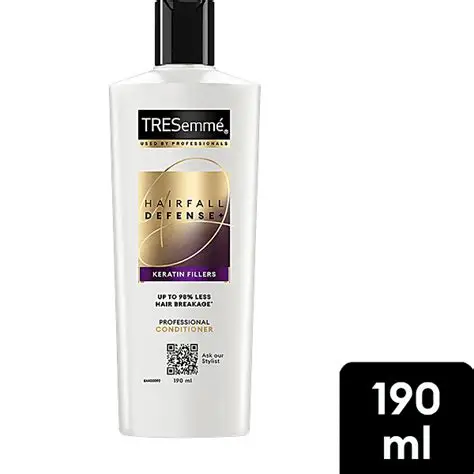 TRESemmé
USED BY PROFESSIONALS
HAIRFALL
DEFENSE+
KERATIN FILLERS
UP TO 98% LESS
HAIR BREAKAGE*
PROFESSIONAL
CONDITIONER
Ask our
Stylist
190 ml
190
ml